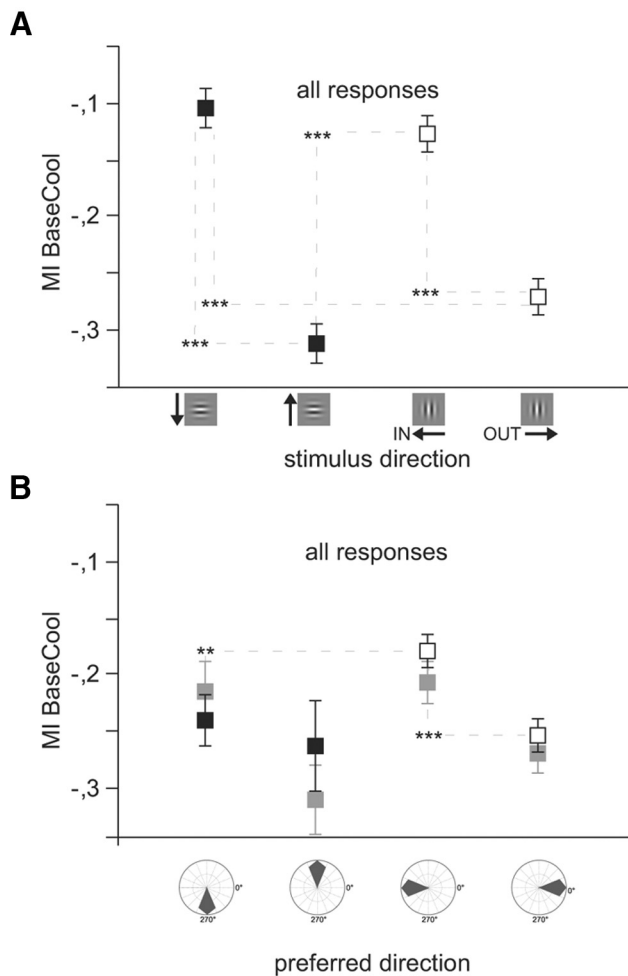 A
all responses
MI BaseCool
-,1
-,2
-,3
***
***
***
***
IN
OUT
stimulus direction
B
all responses
MI BaseCool
-,1
-,2
-,3
**
***
0°
270°
0°
270°
0°
270°
0°
270°
preferred direction